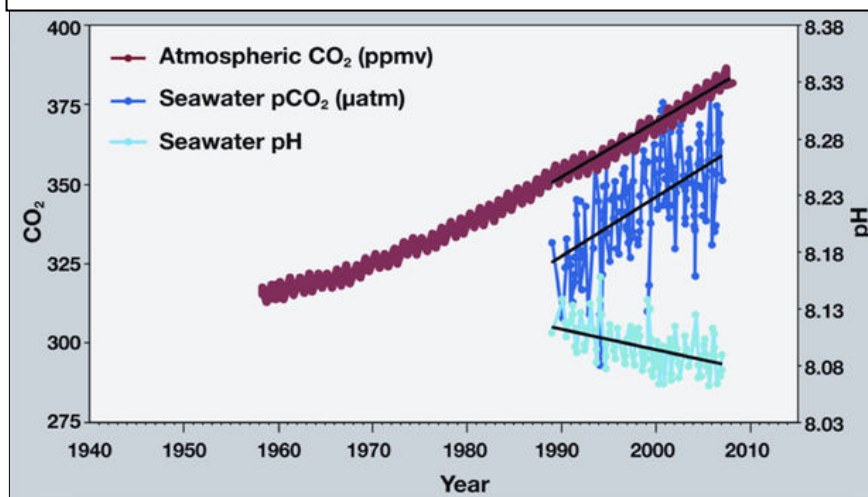 400
375
350
325
300
275
CO₂
Atmospheric CO₂ (ppmv)
Seawater pCO₂ (µatm)
Seawater pH
8.38
8.33
8.28
8.23
8.18
8.13
8.08
8.03
pH
1940 1950 1960 1970 1980 1990 2000 2010
Year